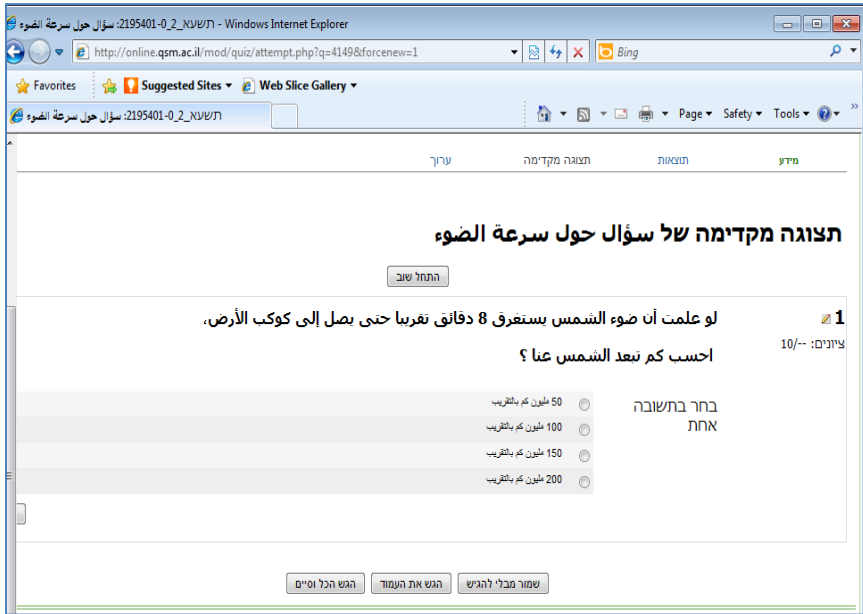 תשעא_2_2195401-0: سؤال حول سرعة الضوء - Windows Internet Explorer
http://online.qsm.ac.il/mod/quiz/attempt.php?q=4149&forcenew=1
Bing
Favorites Suggested Sites Web Slice Gallery
תשעא_2_2195401-0: سؤال حول سرعة الضوء
Page Safety Tools
מידע תוצאות תצוגה מקדימה ערוך
תצוגה מקדימה של سؤال حول سرعة الضوء
התחל שוב
1 لو علمت أن ضوء الشمس يستغرق 8 دقائق تقريبا حتى يصل إلى كوكب الأرض،
ציונים: --/10
احسب كم تبعد الشمس عنا ؟
בחר בתשובה אחת
50 مليون كم بالتقريب
100 مليون كم بالتقريب
150 مليون كم بالتقريب
200 مليون كم بالتقريب
שמור מבלי להגיש הגש את העמוד הגש הכל וסיים